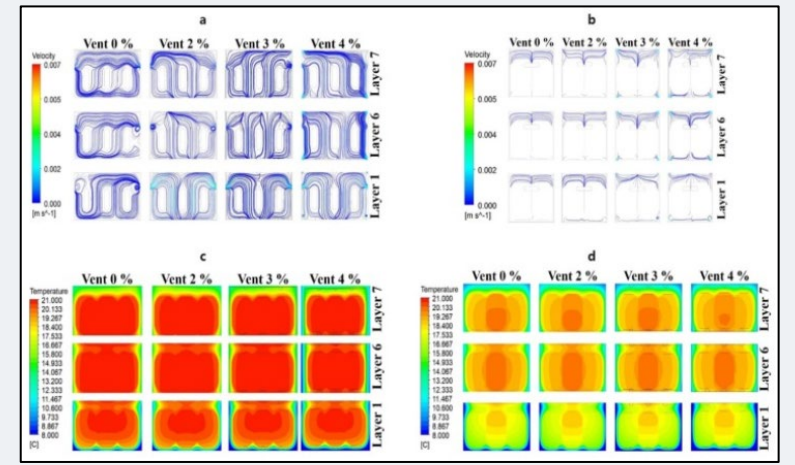 a
Vent 0 % Vent 2 % Vent 3 % Vent 4 %
Velocity
0.007
0.005
0.004
0.002
0.000
[m s^-1]
Layer 7
Layer 6
Layer 1
b
Vent 0 % Vent 2 % Vent 3 % Vent 4 %
Velocity
0.007
0.005
0.004
0.002
0.000
[m s^-1]
Layer 7
Layer 6
Layer 1
c
Vent 0 % Vent 2 % Vent 3 % Vent 4 %
Temperature
21.000
20.133
19.267
18.400
17.533
16.667
15.800
14.933
14.067
13.200
12.333
11.467
10.600
9.733
8.867
8.000
[C]
Layer 7
Layer 6
Layer 1
d
Vent 0 % Vent 2 % Vent 3 % Vent 4 %
Temperature
21.000
20.133
19.267
18.400
17.533
16.667
15.800
14.933
14.067
13.200
12.333
11.467
10.600
9.733
8.867
8.000
[C]
Layer 7
Layer 6
Layer 1